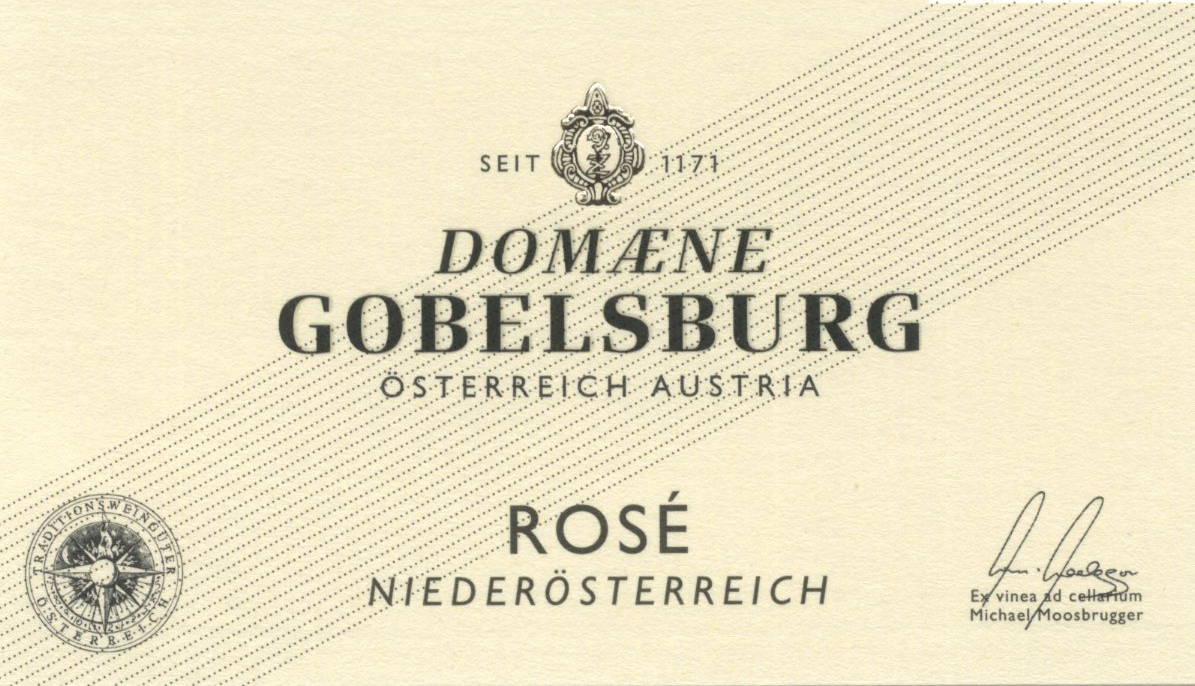 SEIT 1171
DOMÆNE
GOBELSBURG
ÖSTERREICH AUSTRIA
ROSÉ
NIEDERÖSTERREICH
TRADITIONSWEINGÜTER
ÖSTERREICH
Ex vinea ad cellarium
Michael Moosbrugger